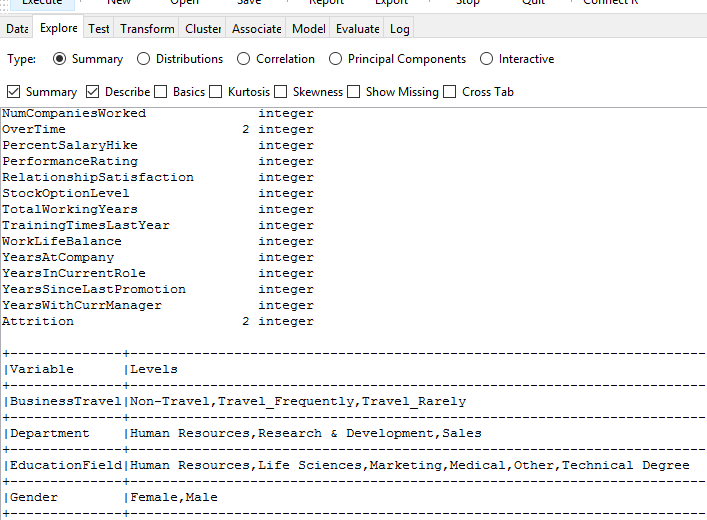 Execute New Open Save Report Export Stop Quit Connect R
Data Explore Test Transform Cluster Associate Model Evaluate Log
Type: Summary Distributions Correlation Principal Components Interactive
Summary Describe Basics Kurtosis Skewness Show Missing Cross Tab
NumCompaniesWorked integer
OverTime 2 integer
PercentSalaryHike integer
PerformanceRating integer
RelationshipSatisfaction integer
StockOptionLevel integer
TotalWorkingYears integer
TrainingTimesLastYear integer
WorkLifeBalance integer
YearsAtCompany integer
YearsInCurrentRole integer
YearsSinceLastPromotion integer
YearsWithCurrManager integer
Attrition 2 integer
+--------------+------------------------------------------------------------------------
|Variable |Levels
+--------------+------------------------------------------------------------------------
|BusinessTravel|Non-Travel,Travel_Frequently,Travel_Rarely
+--------------+------------------------------------------------------------------------
|Department |Human Resources,Research & Development,Sales
+--------------+------------------------------------------------------------------------
|EducationField|Human Resources,Life Sciences,Marketing,Medical,Other,Technical Degree
+--------------+------------------------------------------------------------------------
|Gender |Female,Male
+--------------+------------------------------------------------------------------------